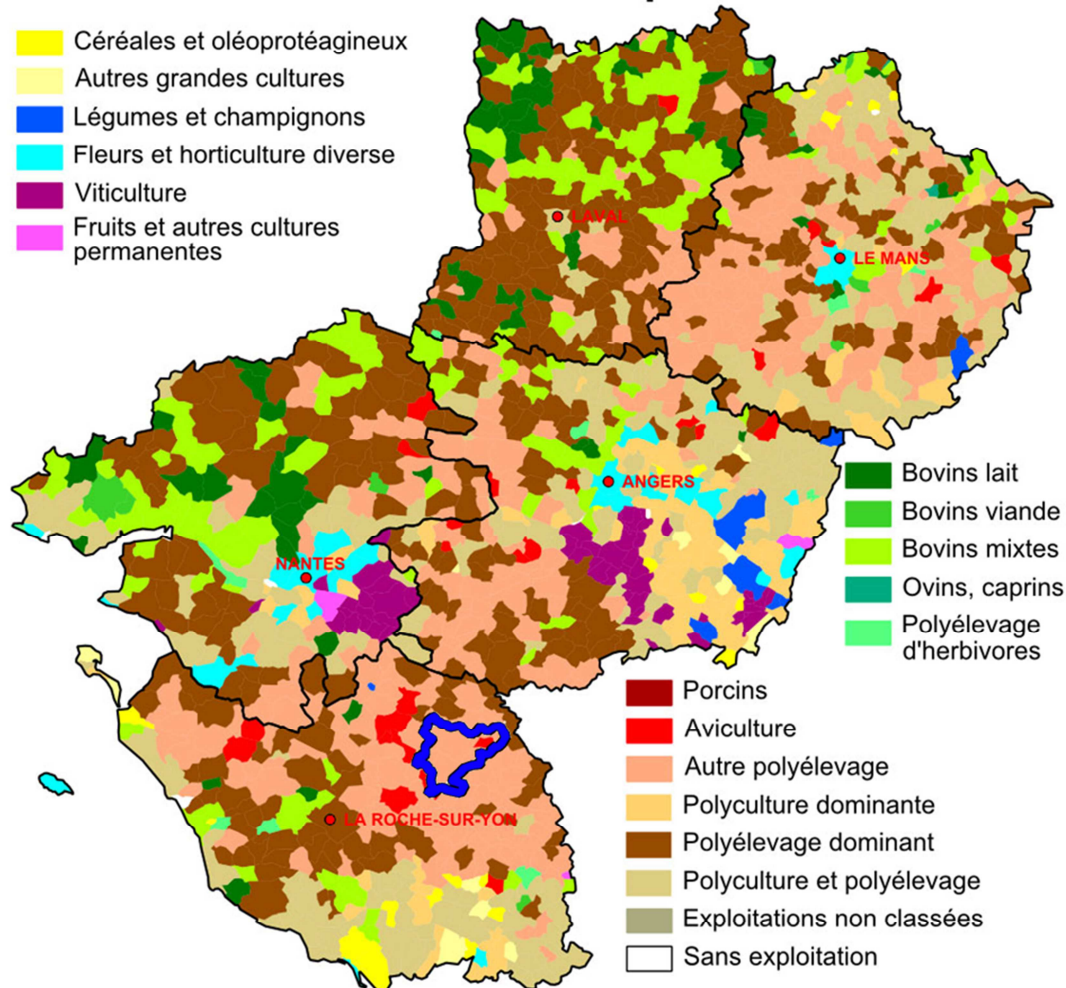 Céréales et oléoprotéagineux
Autres grandes cultures
Légumes et champignons
Fleurs et horticulture diverse
Viticulture
Fruits et autres cultures
permanentes
LAVAL
LE MANS
ANGERS
NANTES
LA ROCHE-SUR-YON
Bovins lait
Bovins viande
Bovins mixtes
Ovins, caprins
Polyélevage
d'herbivores
Porcins
Aviculture
Autre polyélevage
Polyculture dominante
Polyélevage dominant
Polyculture et polyélevage
Exploitations non classées
Sans exploitation